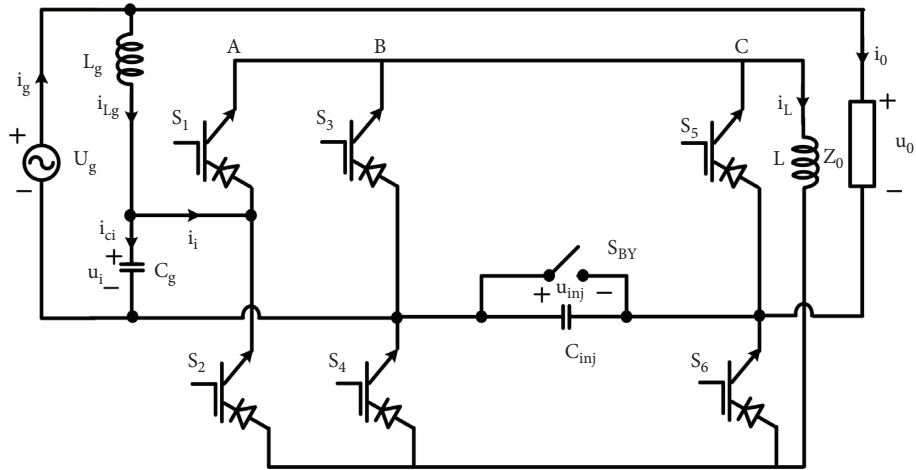 A B C
L_g
i_g
i_0
i_Lg
S_1
S_3
S_5
i_L
+
+
U_g
L
Z_0
u_0
−
−
i_ci
i_i
+
S_BY
u_i
C_g
−
+ u_inj −
C_inj
S_2
S_4
S_6